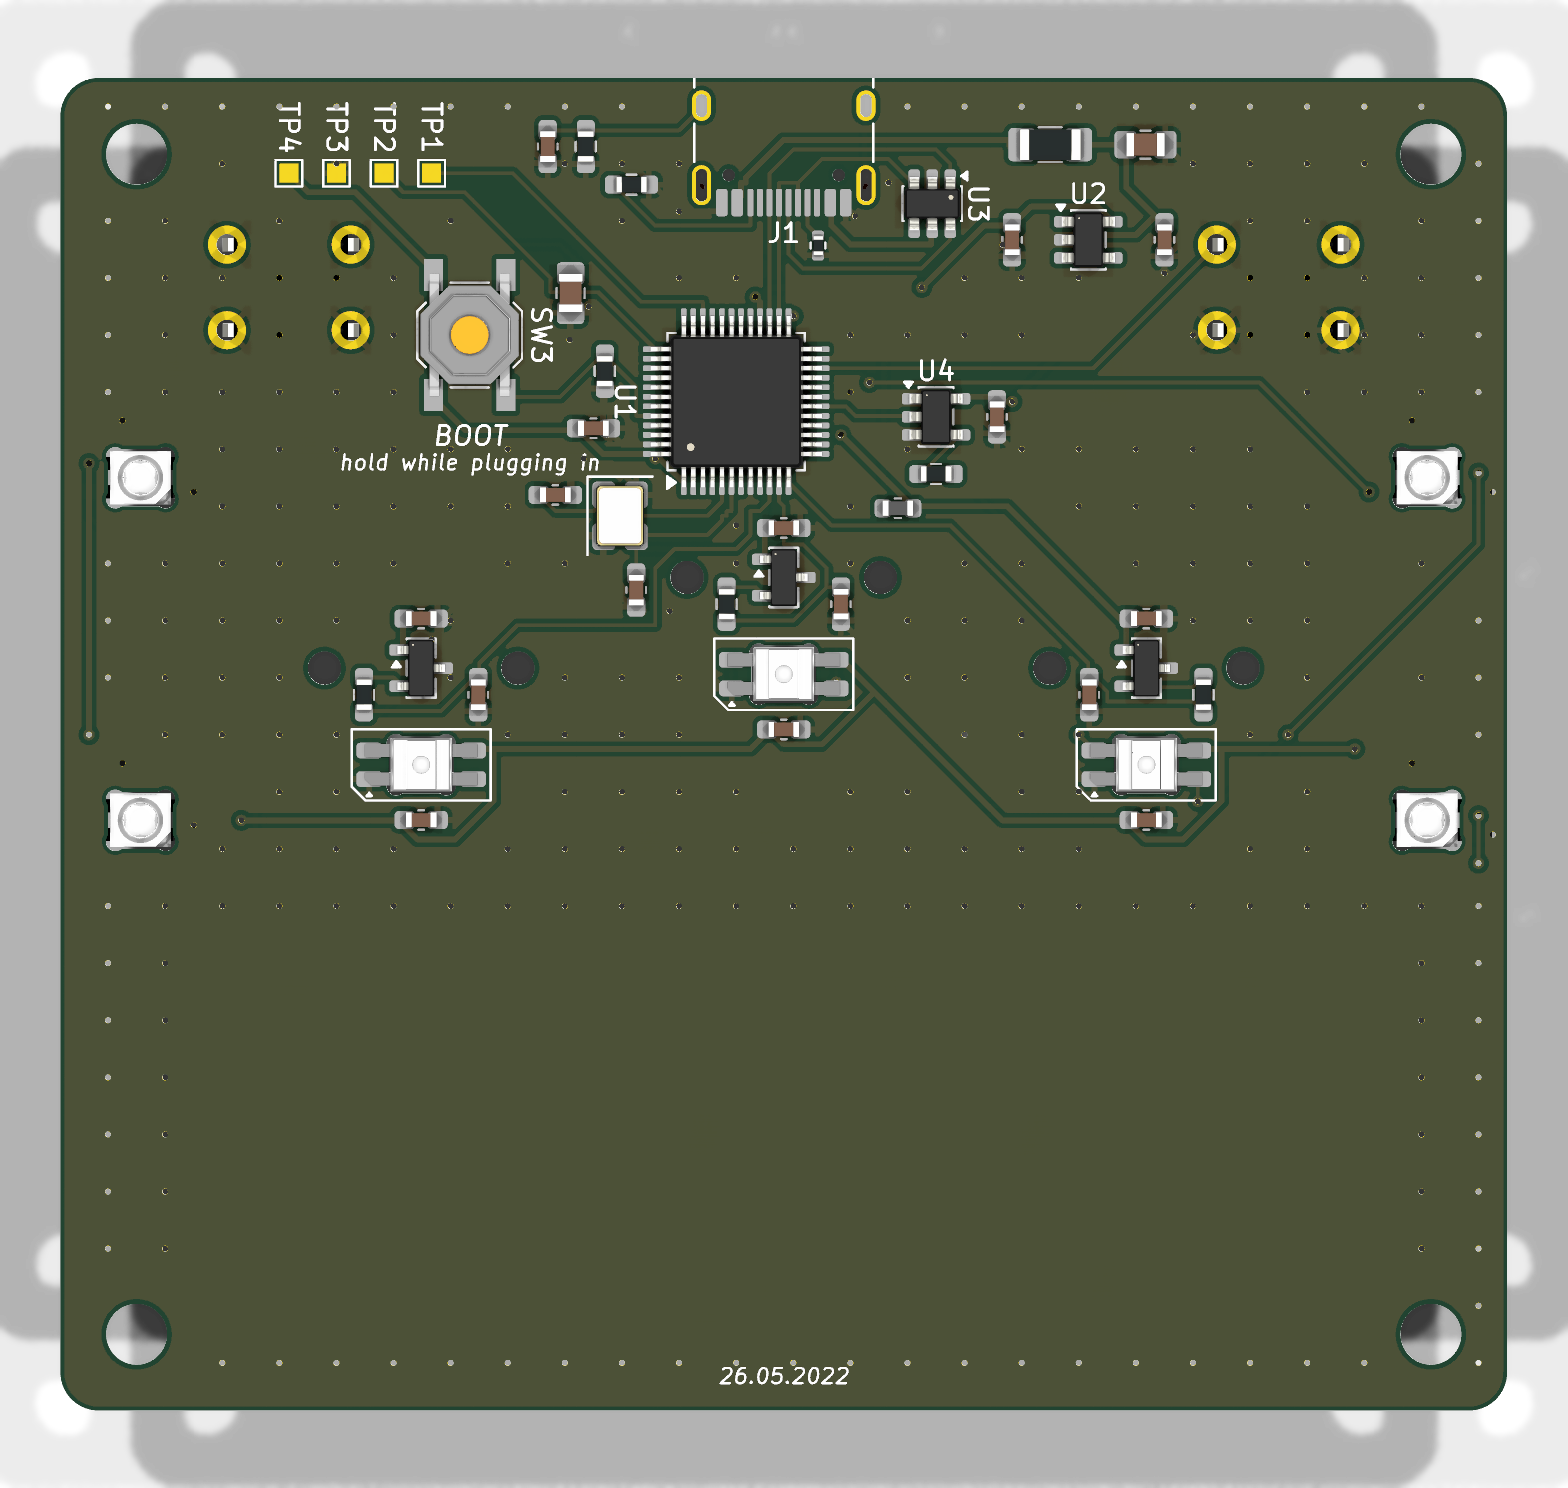 TP4
TP3
TP2
TP1
U3
U2
J1
SW3
U1
U4
BOOT
hold while plugging in
26.05.2022